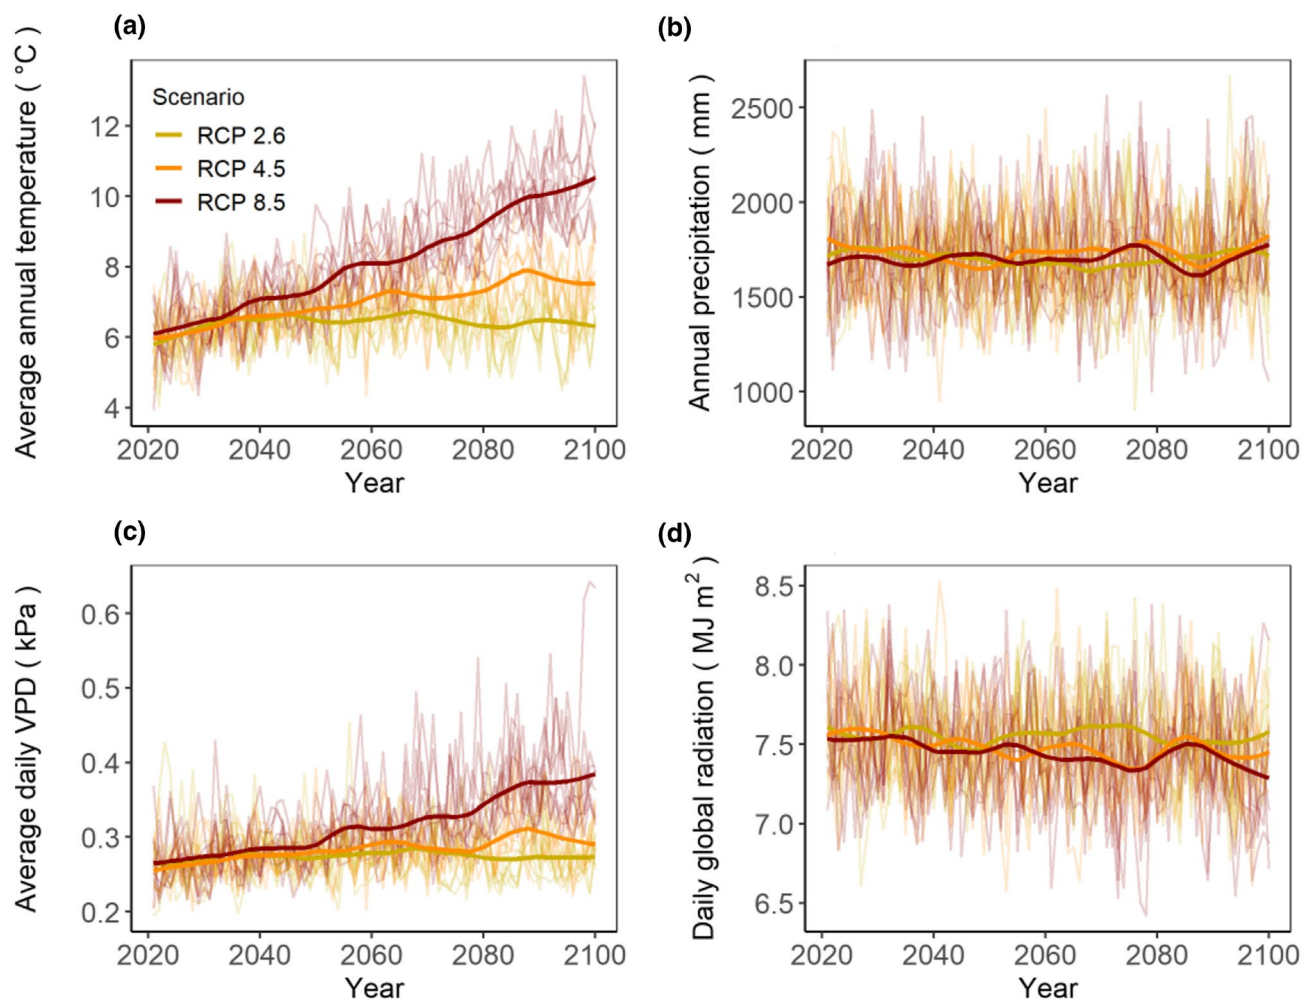 (a)
Average annual temperature ( °C )
12
10
8
6
4
Scenario
RCP 2.6
RCP 4.5
RCP 8.5
2020 2040 2060 2080 2100
Year
(b)
Annual precipitation ( mm )
2500
2000
1500
1000
2020 2040 2060 2080 2100
Year
(c)
Average daily VPD ( kPa )
0.6
0.5
0.4
0.3
0.2
2020 2040 2060 2080 2100
Year
(d)
Daily global radiation ( MJ m² )
8.5
8.0
7.5
7.0
6.5
2020 2040 2060 2080 2100
Year